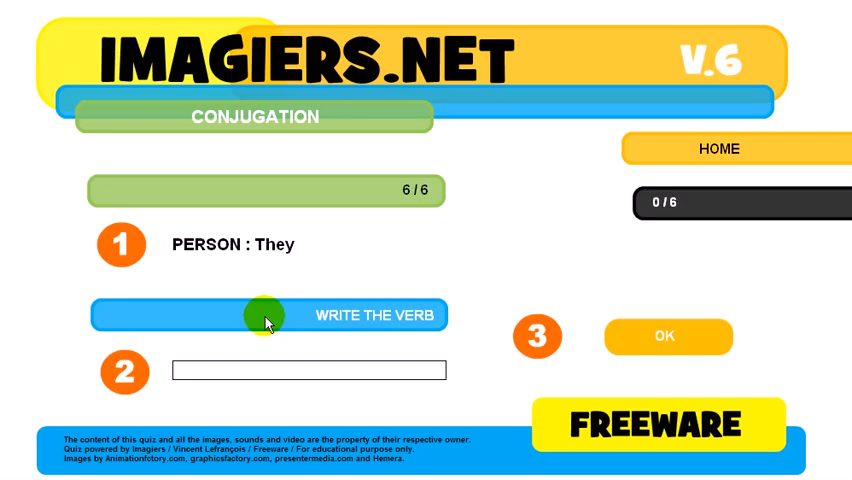 IMAGIERS.NET
V.6
CONJUGATION
HOME
6 / 6
0 / 6
1
PERSON : They
WRITE THE VERB
3
OK
2
FREEWARE
The content of this quiz and all the images, sounds and video are the property of their respective owner.
Quiz powered by Imagiers / Vincent Lefrançois / Freeware / For educational purpose only.
Images by Animationfctory.com, graphicsfactory.com, presentermedia.com and Hemera.